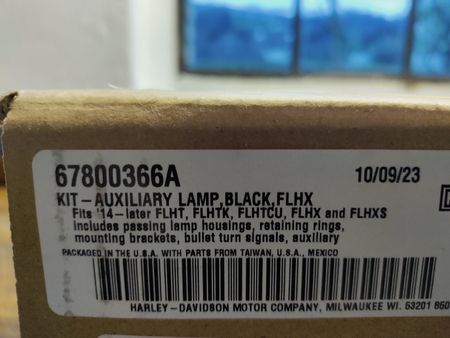 67800366A 10/09/23
KIT-AUXILIARY LAMP,BLACK,FLHX
Fits '14-later FLHT, FLHTK, FLHTCU, FLHX and FLHXS
Includes passing lamp housings, retaining rings,
mounting brackets, bullet turn signals, auxiliary
PACKAGED IN THE U.S.A. WITH PARTS FROM TAIWAN, U.S.A., MEXICO
HARLEY-DAVIDSON MOTOR COMPANY, MILWAUKEE WI. 53201